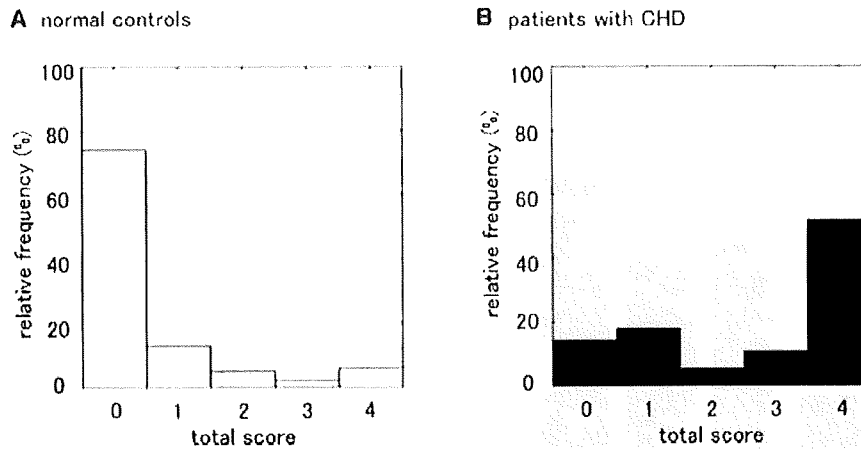 A normal controls
relative frequency (%)
100
80
60
40
20
0
0 1 2 3 4
total score
B patients with CHD
relative frequency (%)
100
80
60
40
20
0
0 1 2 3 4
total score